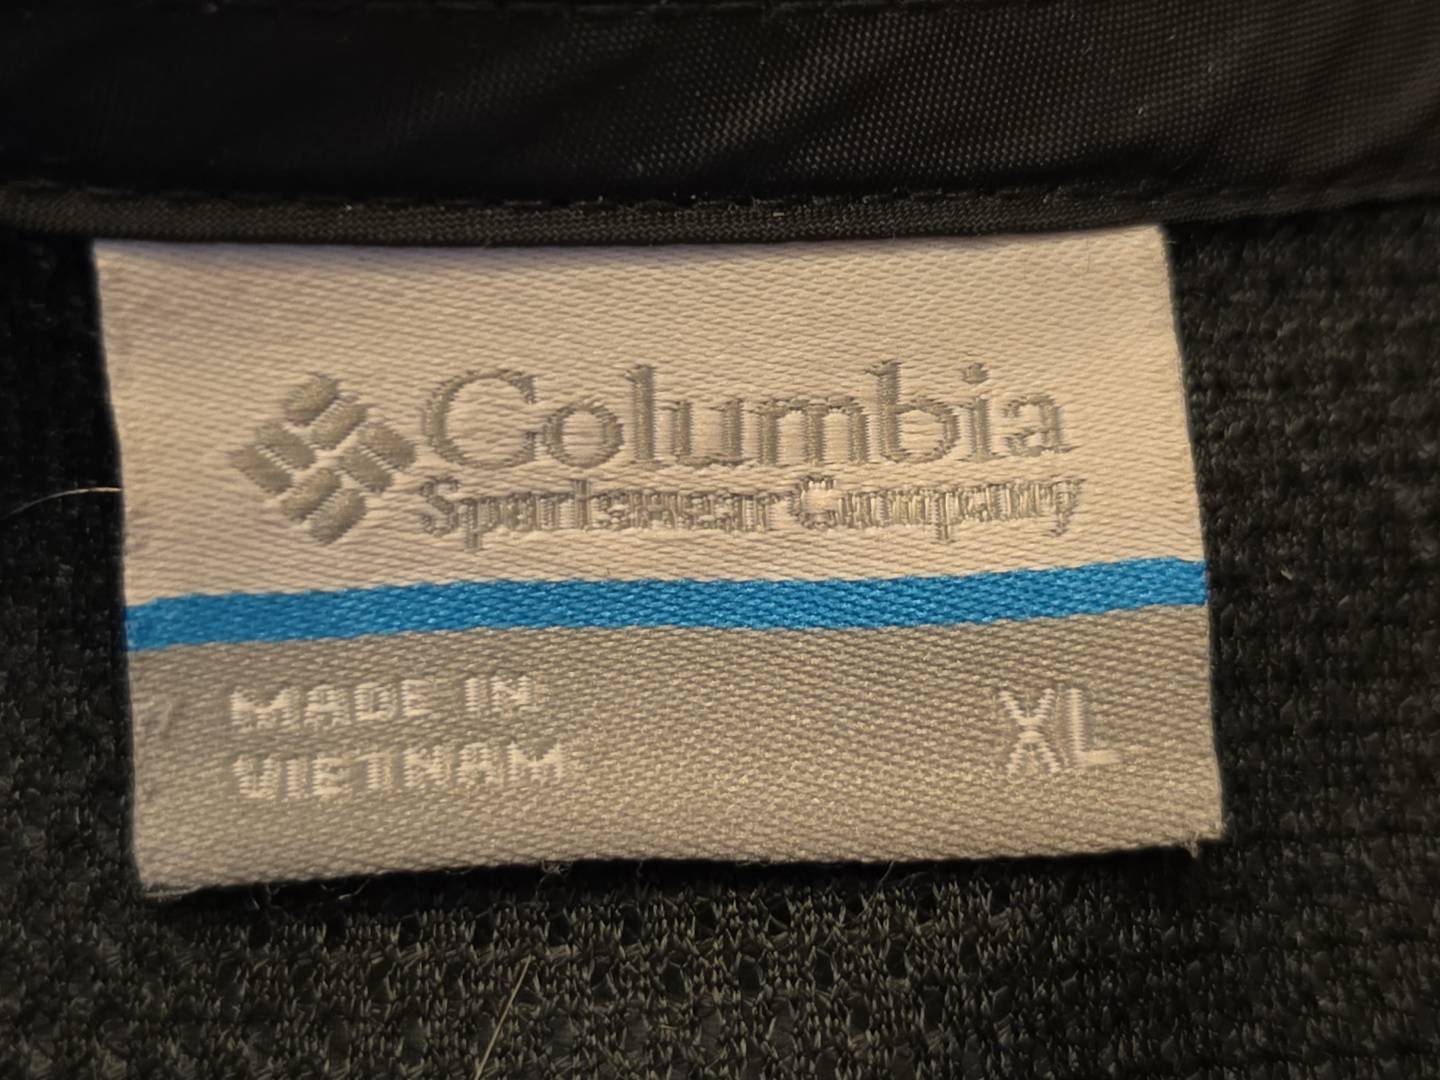 Columbia
Sportswear Company
MADE IN
VIETNAM
XL